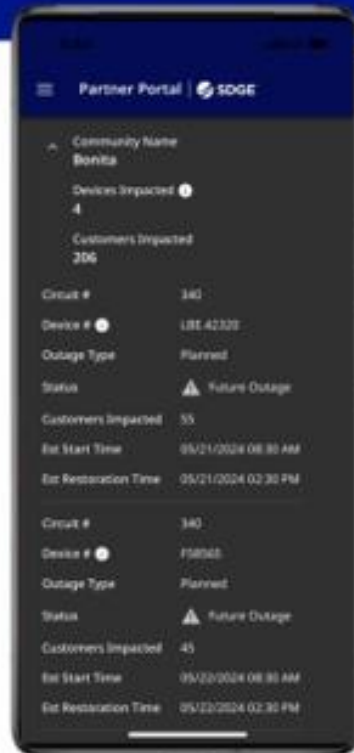 Partner Portal | SDGE
Community Name
Bonita
Devices Impacted
4
Customers Impacted
206
Circuit # 340
Device # LBE 42320
Outage Type Planned
Status Future Outage
Customers Impacted 55
Est Start Time 05/21/2024 08:30 AM
Est Restoration Time 05/21/2024 02:30 PM
Circuit # 340
Device #
Outage Type Planned
Status Future Outage
Customers Impacted 45
Est Start Time 05/22/2024 08:30 AM
Est Restoration Time 05/22/2024 02:30 PM